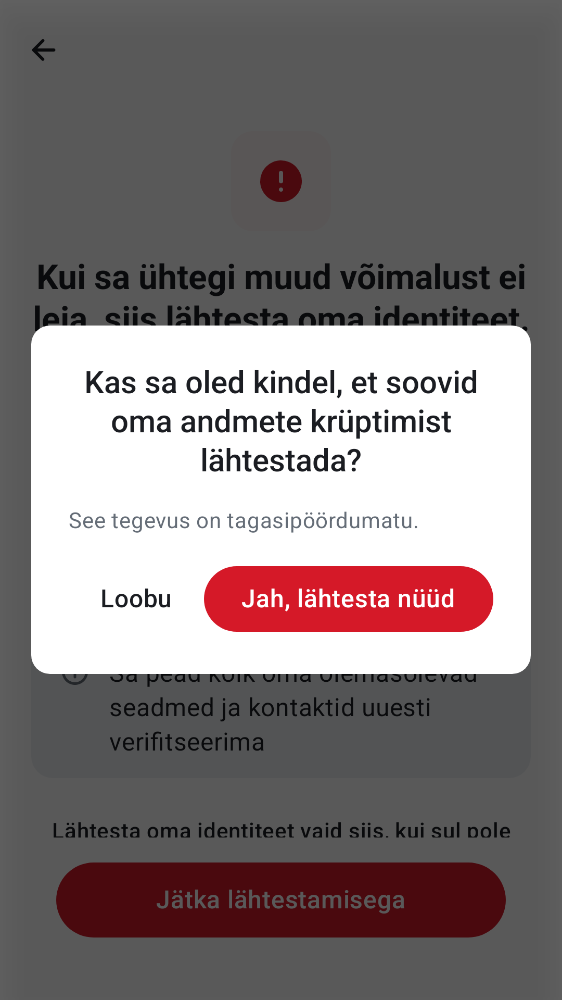 Kui sa ühtegi muud võimalust ei
leia, siis lähtesta oma identiteet.
Kas sa oled kindel, et soovid
oma andmete krüptimist
lähtestada?
See tegevus on tagasipöördumatu.
Loobu
Jah, lähtesta nüüd
Sa pead kõik oma olemasolevad
seadmed ja kontaktid uuesti
verifitseerima
Lähtesta oma identiteet vaid siis, kui sul pole
Jätka lähtestamisega